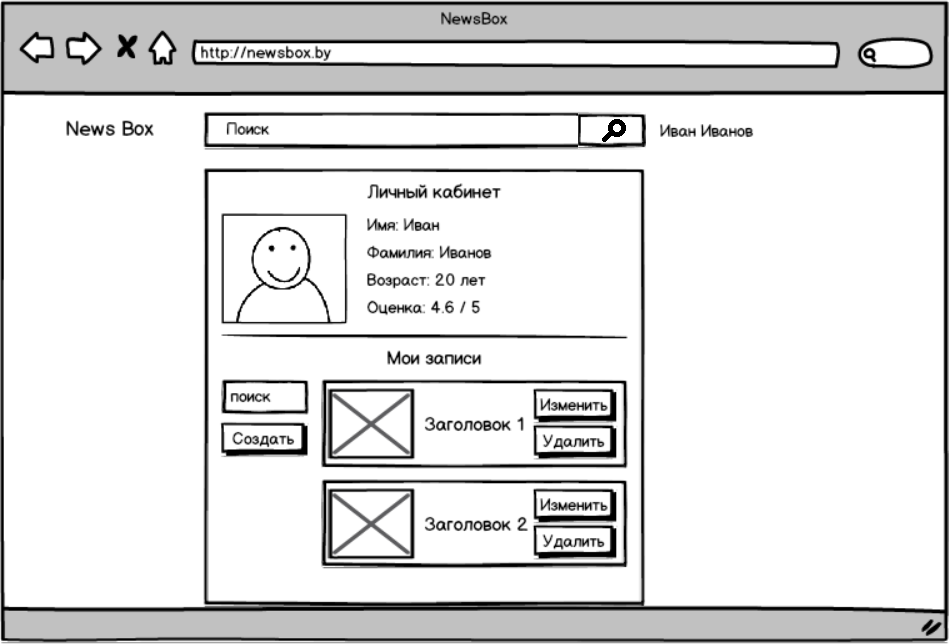 NewsBox
http://newsbox.by
News Box
Поиск
Иван Иванов
Личный кабинет
Имя: Иван
Фамилия: Иванов
Возраст: 20 лет
Оценка: 4.6 / 5
Мои записи
поиск
Создать
Заголовок 1
Изменить
Удалить
Заголовок 2
Изменить
Удалить